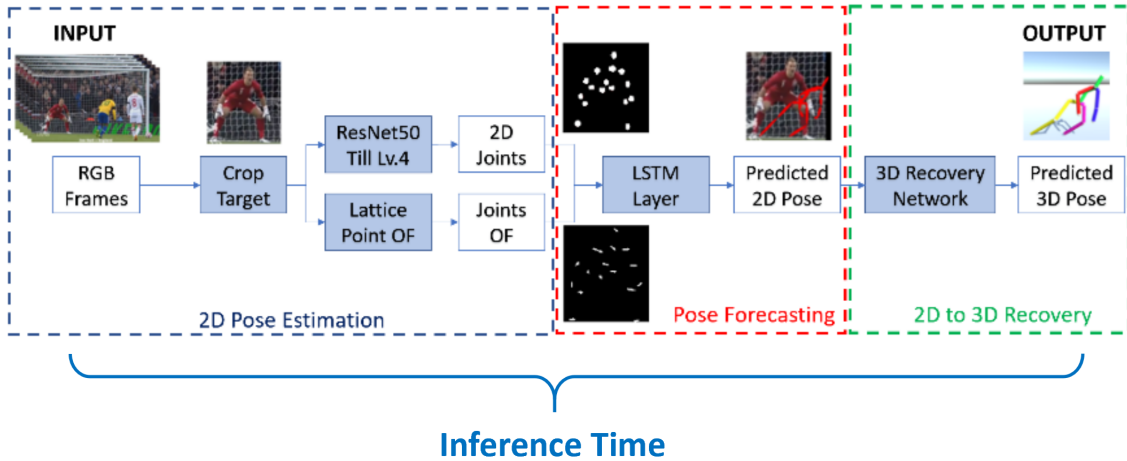 INPUT
OUTPUT
RGB
Frames
Crop
Target
ResNet50
Till Lv.4
2D
Joints
Lattice
Point OF
Joints
OF
LSTM
Layer
Predicted
2D Pose
3D Recovery
Network
Predicted
3D Pose
2D Pose Estimation
Pose Forecasting
2D to 3D Recovery
Inference Time